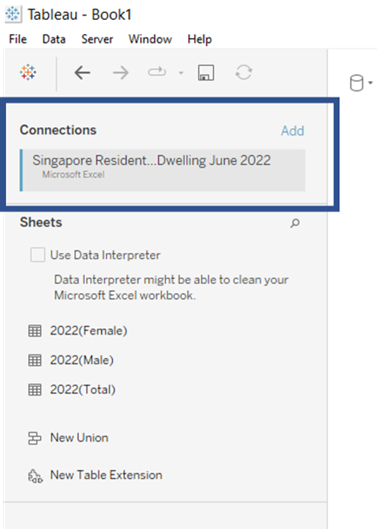 Tableau - Book1
File Data Server Window Help
Connections Add
Singapore Resident...Dwelling June 2022
Microsoft Excel
Sheets
Use Data Interpreter
Data Interpreter might be able to clean your
Microsoft Excel workbook.
2022(Female)
2022(Male)
2022(Total)
New Union
New Table Extension